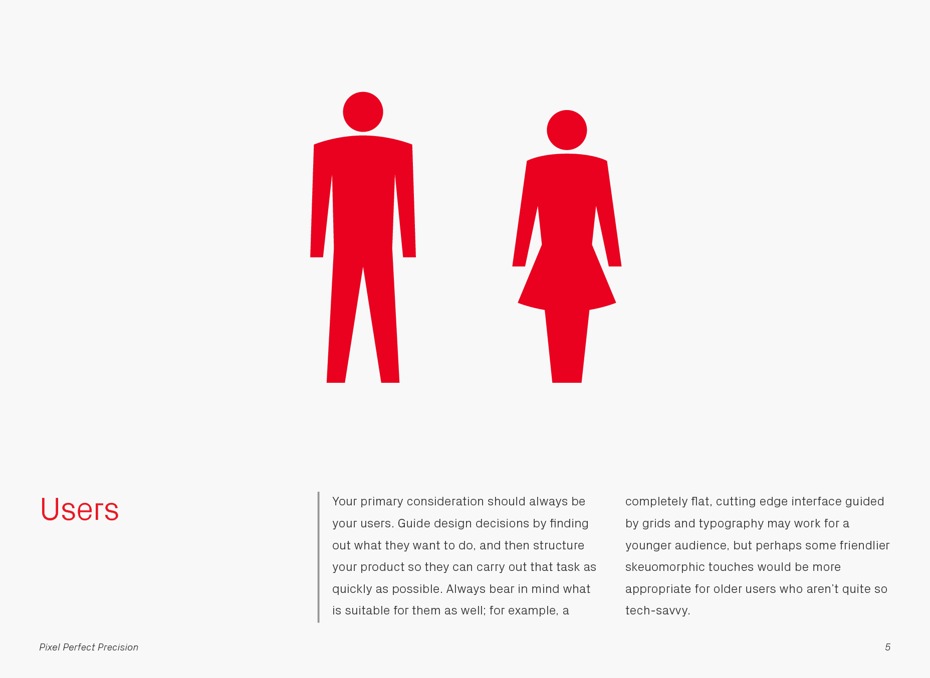 Users
Your primary consideration should always be
your users. Guide design decisions by finding
out what they want to do, and then structure
your product so they can carry out that task as
quickly as possible. Always bear in mind what
is suitable for them as well; for example, a
completely flat, cutting edge interface guided
by grids and typography may work for a
younger audience, but perhaps some friendlier
skeuomorphic touches would be more
appropriate for older users who aren't quite so
tech-savvy.
Pixel Perfect Precision
5